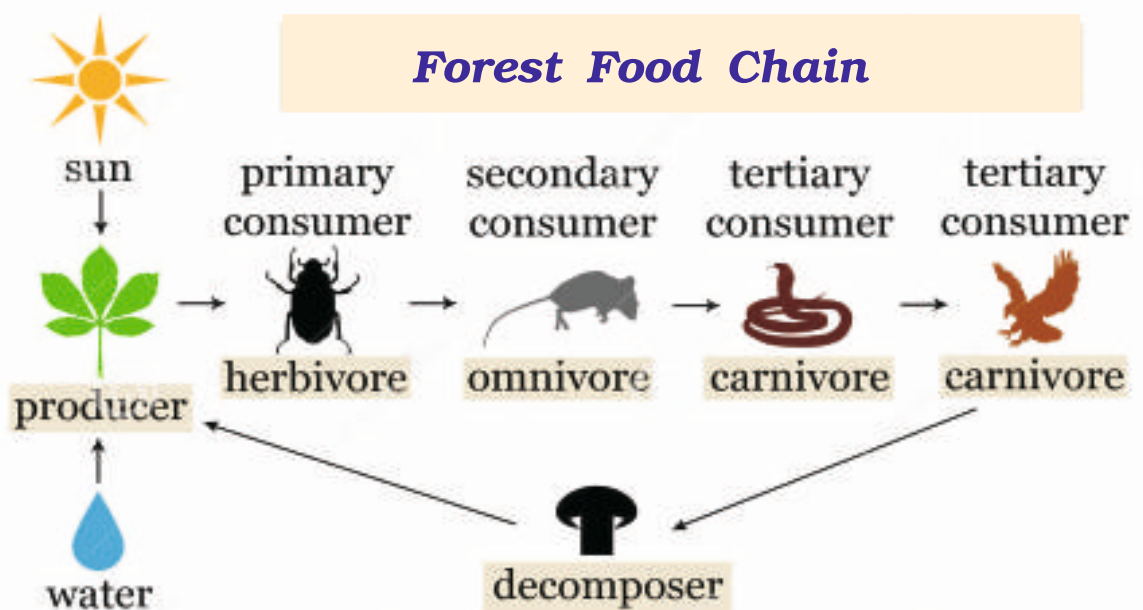 Forest Food Chain
sun
primary
consumer
secondary
consumer
tertiary
consumer
tertiary
consumer
herbivore
omnivore
carnivore
carnivore
producer
water
decomposer